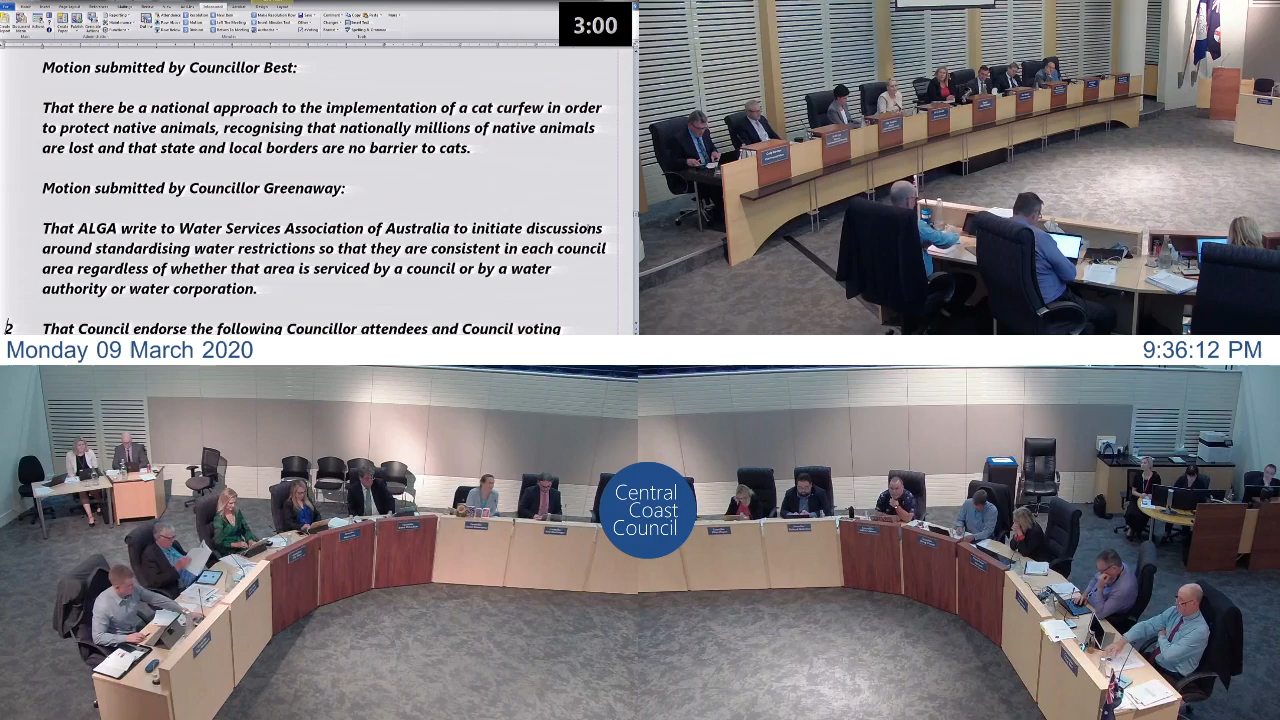 3:00
Motion submitted by Councillor Best:
That there be a national approach to the implementation of a cat curfew in order
to protect native animals, recognising that nationally millions of native animals
are lost and that state and local borders are no barrier to cats.
Motion submitted by Councillor Greenaway:
That ALGA write to Water Services Association of Australia to initiate discussions
around standardising water restrictions so that they are consistent in each council
area regardless of whether that area is serviced by a council or by a water
authority or water corporation.
2 That Council endorse the following Councillor attendees and Council voting
Monday 09 March 2020
9:36:12 PM
Central
Coast
Council